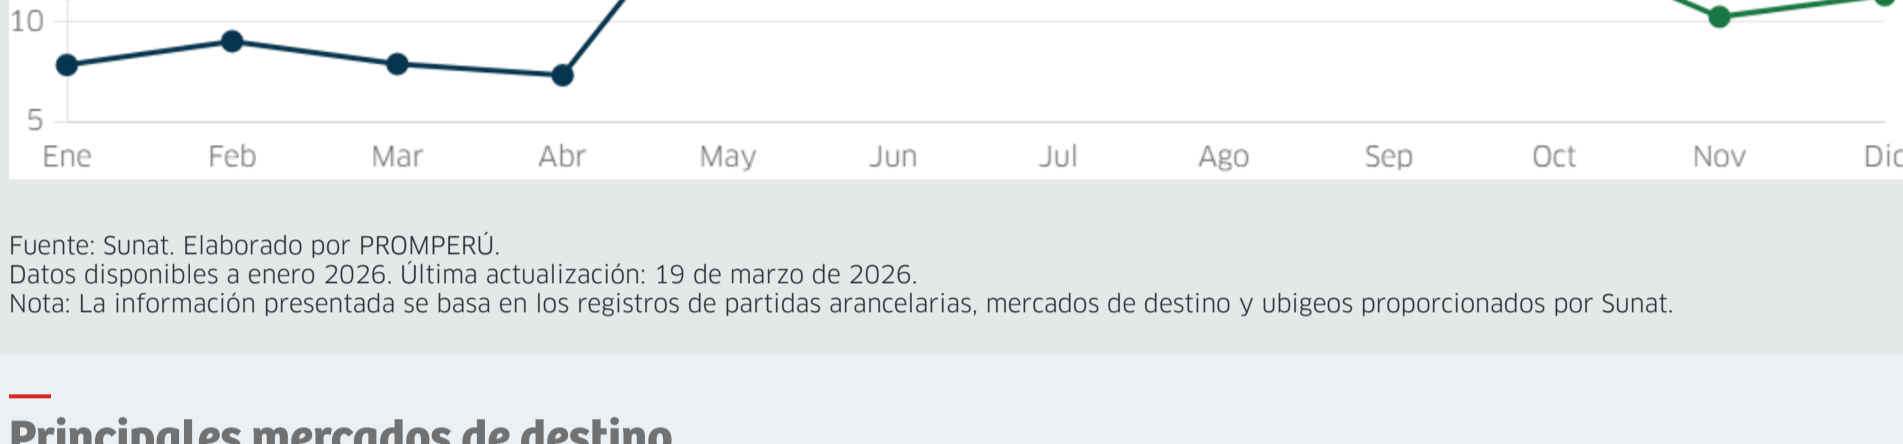 10
5
Ene Feb Mar Abr May Jun Jul Ago Sep Oct Nov Dic
Fuente: Sunat. Elaborado por PROMPERÚ.
Datos disponibles a enero 2026. Última actualización: 19 de marzo de 2026.
Nota: La información presentada se basa en los registros de partidas arancelarias, mercados de destino y ubigeos proporcionados por Sunat.
Principales mercados de destino